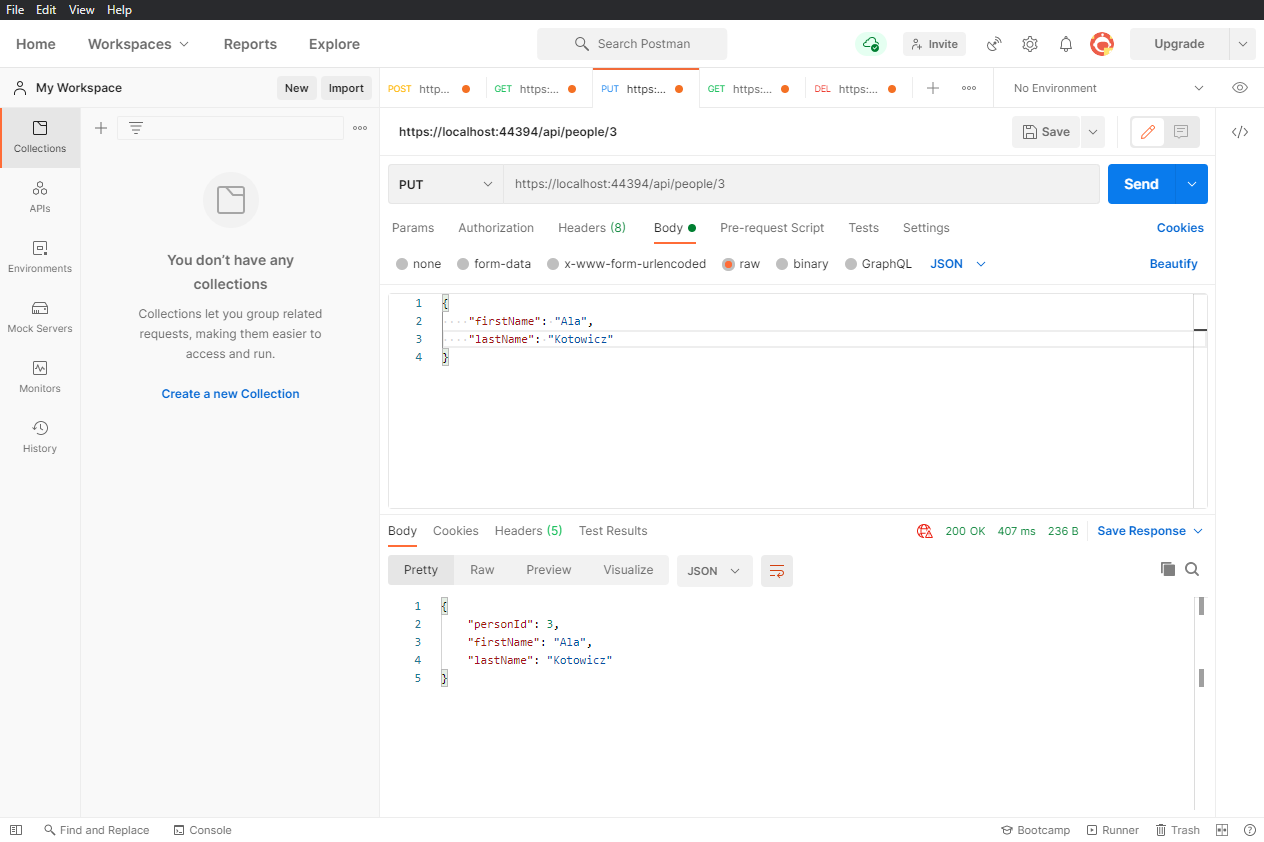 File Edit View Help
Home Workspaces Reports Explore Search Postman Invite Upgrade
My Workspace New Import POST http... GET https:... PUT https:... GET https:... DEL https:... No Environment
Collections
APIs
Environments
Mock Servers
Monitors
History
You don't have any
collections
Collections let you group related
requests, making them easier to
access and run.
Create a new Collection
https://localhost:44394/api/people/3 Save
PUT https://localhost:44394/api/people/3 Send
Params Authorization Headers (8) Body Pre-request Script Tests Settings Cookies
none form-data x-www-form-urlencoded raw binary GraphQL JSON Beautify
1 {
2 "firstName": "Ala",
3 "lastName": "Kotowicz"
4 }
Body Cookies Headers (5) Test Results 200 OK 407 ms 236 B Save Response
Pretty Raw Preview Visualize JSON
1 {
2 "personId": 3,
3 "firstName": "Ala",
4 "lastName": "Kotowicz"
5 }
Find and Replace Console Bootcamp Runner Trash